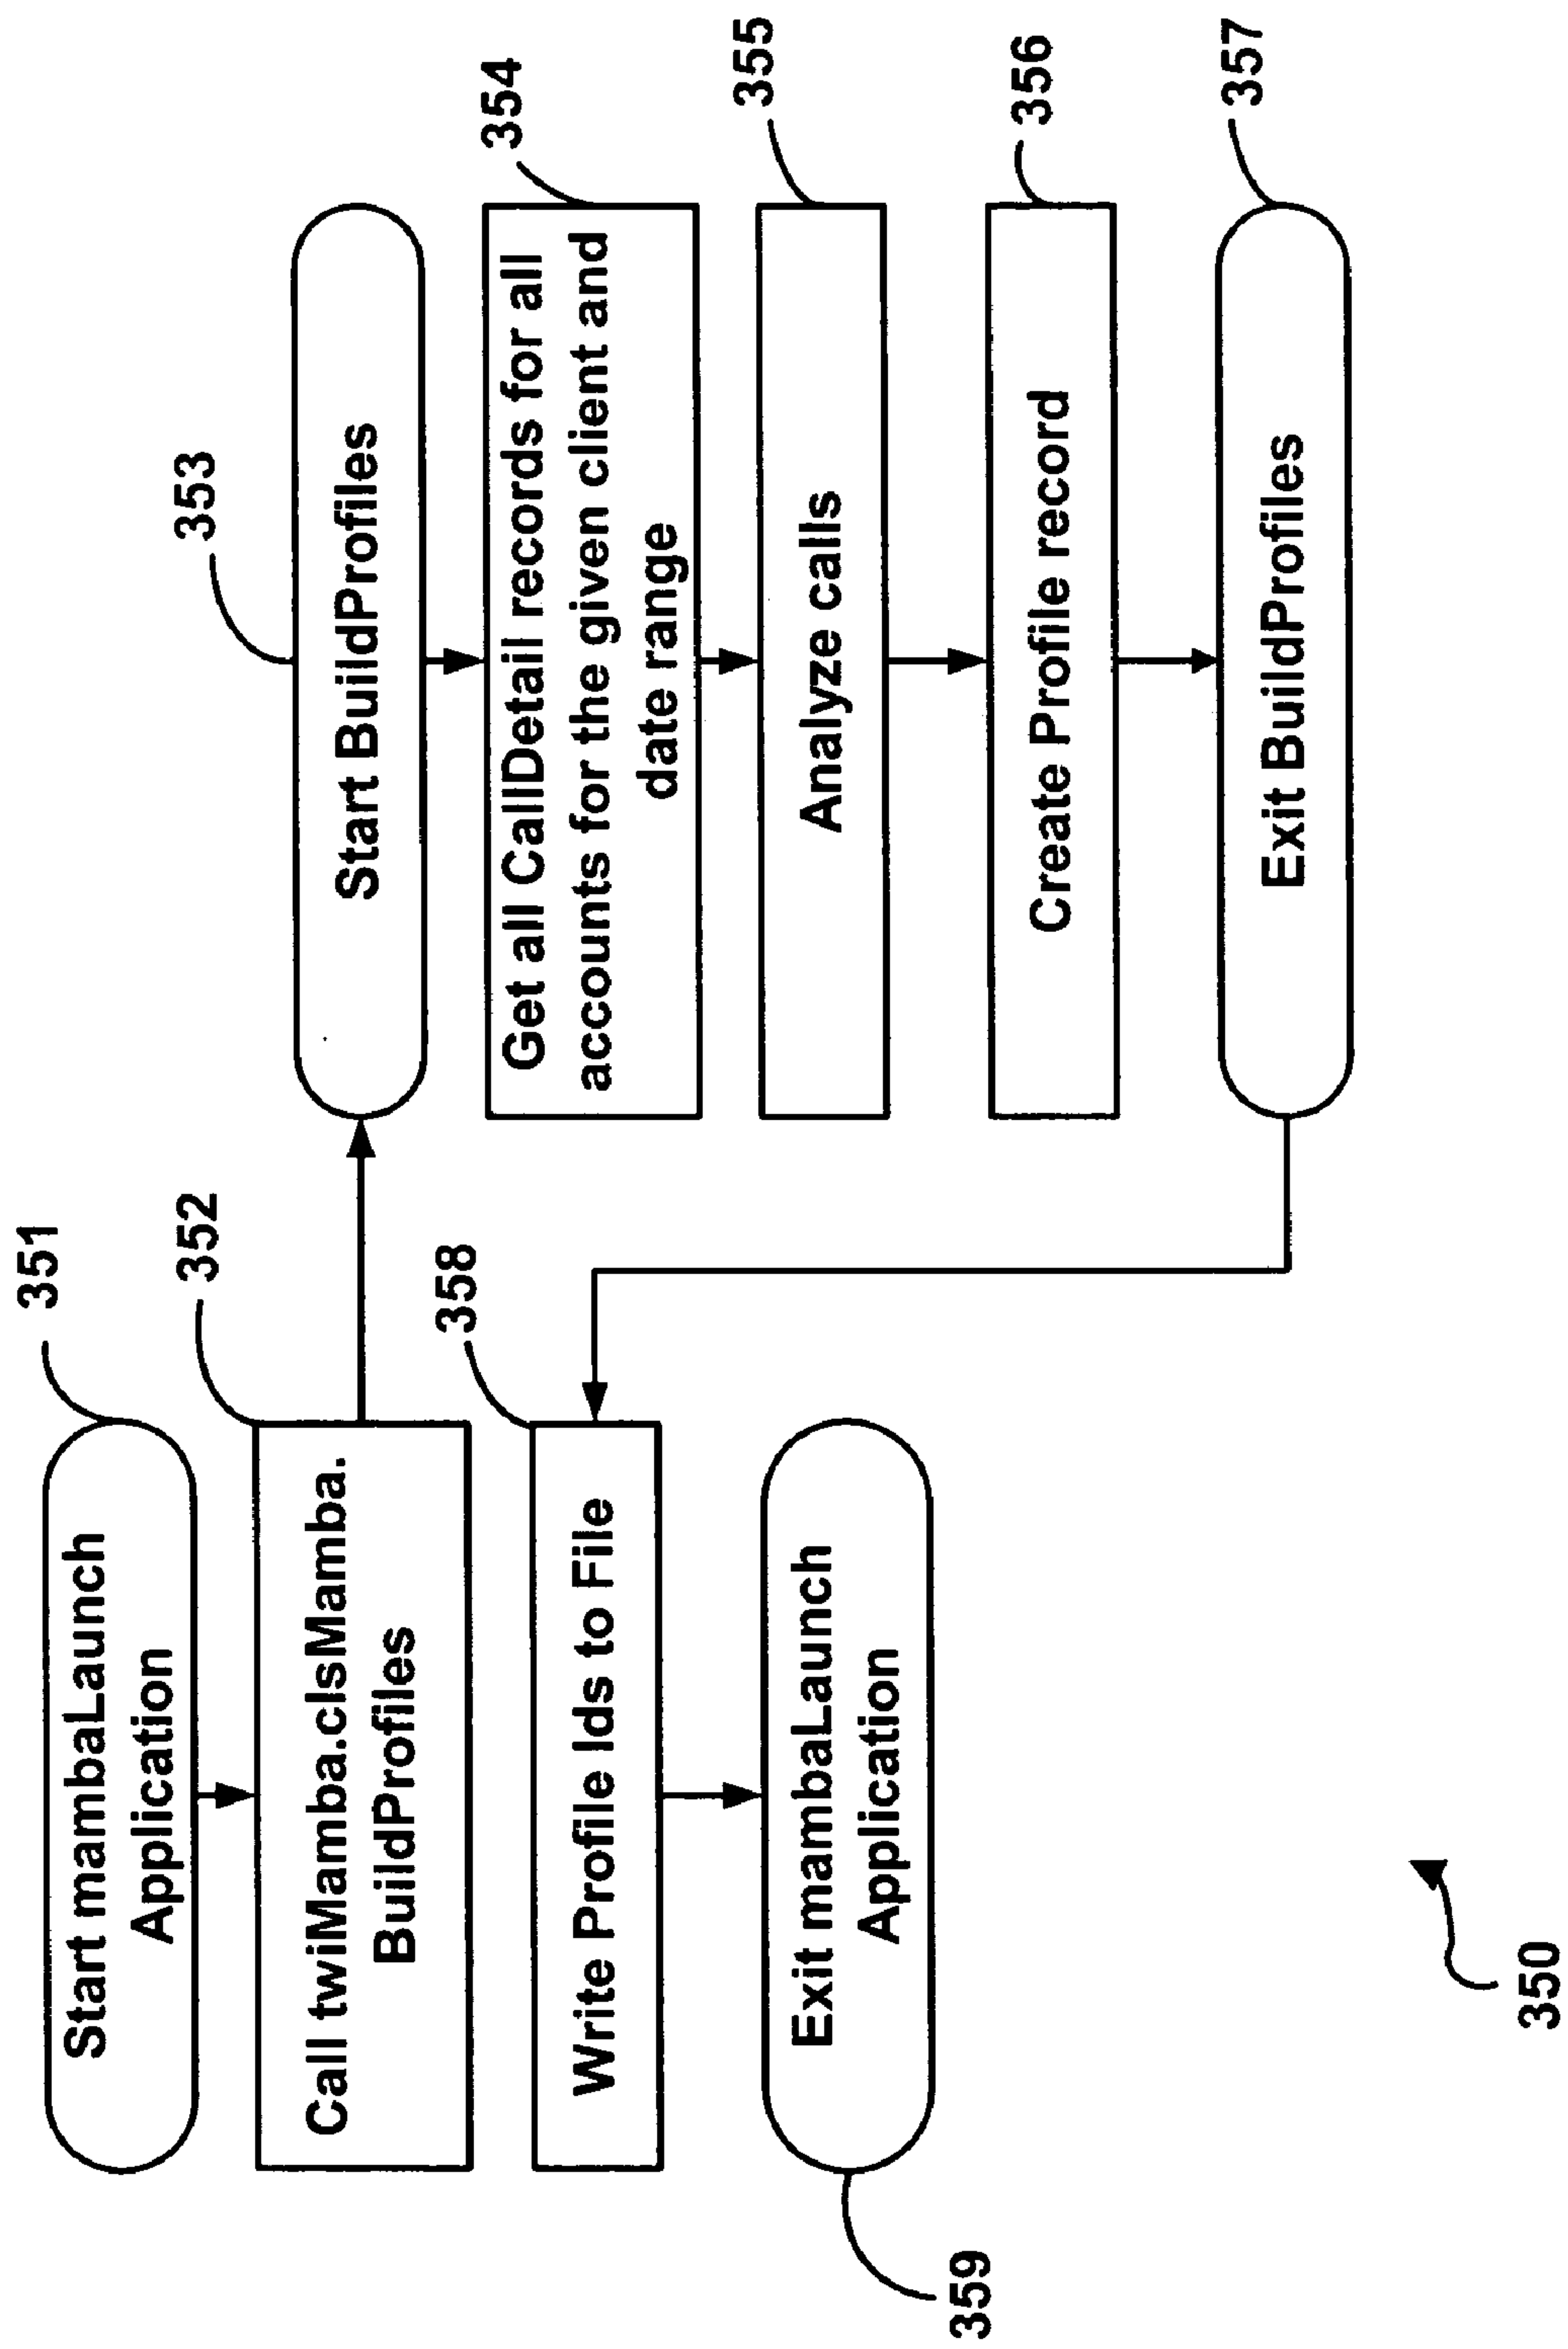 351
Start mambaLaunch
Application
352
Call twiMamba.clsMamba.
BuildProfiles
353
Start BuildProfiles
354
Get all CallDetail records for all
accounts for the given client and
date range
355
Analyze calls
356
Create Profile record
357
Exit BuildProfiles
358
Write Profile Ids to File
359
Exit mambaLaunch
Application
350